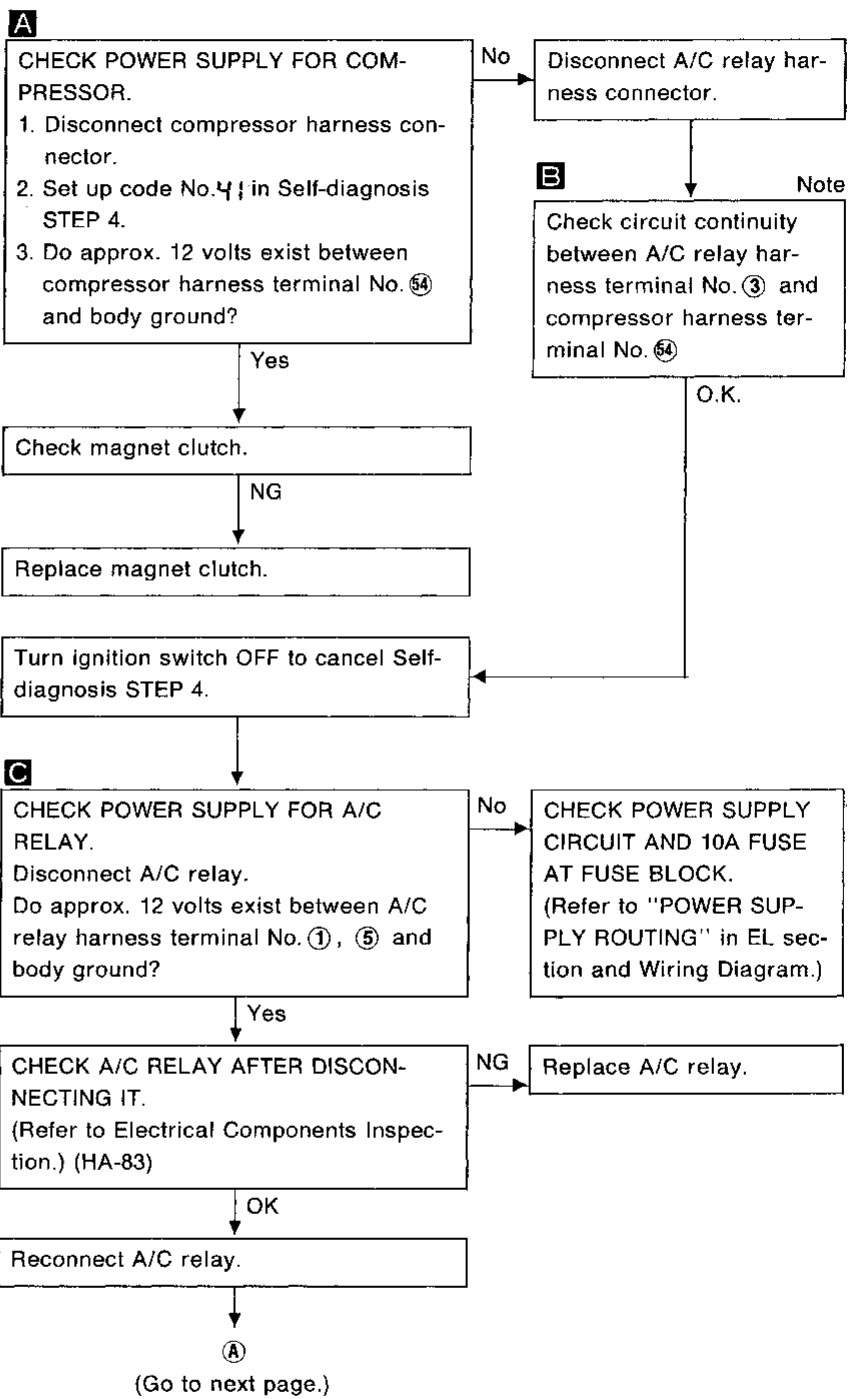 A
CHECK POWER SUPPLY FOR COM-
PRESSOR.
1. Disconnect compressor harness con-
nector.
2. Set up code No.41 in Self-diagnosis
STEP 4.
3. Do approx. 12 volts exist between
compressor harness terminal No. 54
and body ground?
No
Disconnect A/C relay har-
ness connector.
B
Note
Check circuit continuity
between A/C relay har-
ness terminal No. ③ and
compressor harness ter-
minal No. 54
O.K.
Yes
Check magnet clutch.
NG
Replace magnet clutch.
Turn ignition switch OFF to cancel Self-
diagnosis STEP 4.
C
CHECK POWER SUPPLY FOR A/C
RELAY.
Disconnect A/C relay.
Do approx. 12 volts exist between A/C
relay harness terminal No. ①, ⑤ and
body ground?
No
CHECK POWER SUPPLY
CIRCUIT AND 10A FUSE
AT FUSE BLOCK.
(Refer to "POWER SUP-
PLY ROUTING" in EL sec-
tion and Wiring Diagram.)
Yes
CHECK A/C RELAY AFTER DISCON-
NECTING IT.
(Refer to Electrical Components Inspec-
tion.) (HA-83)
NG
Replace A/C relay.
OK
Reconnect A/C relay.
Ⓐ
(Go to next page.)